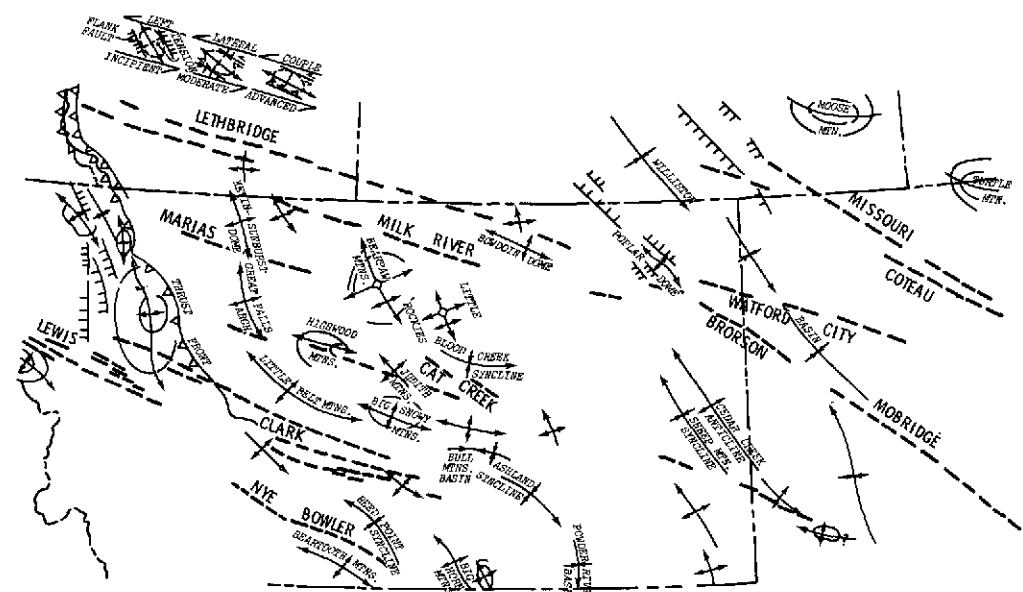 LEFT LATERAL COUPLE
FLANK
FAULT
TENSION
INCIPIENT MODERATE ADVANCED
LETHBRIDGE
MOOSE
MTN.
TURTLE
MTN.
WILLISTON
BASIN
MISSOURI
COTEAU
KEVIN SUNBURST
DOME
MARIAS
MILK RIVER
BOWDOIN DOME
POPLAR
DOME
GREAT FALLS
ARCH
BEARPAW
MTNS.
LITTLE
ROCKIES
THRUST
FRONT
WATFORD CITY
BRORSON
LEWIS
HIGHWOOD
MTNS.
BLOOD CREEK
SYNCLINE
CAT CREEK
JUDITH
MTNS.
LITTLE BELT MTNS.
BIG SNOWY
MTNS.
CEDAR CREEK
ANTICLINE
SHEEP MTN.
SYNCLINE
MOBRIDGE
CLARK
BULL
MTNS.
BASIN
ASHLAND
SYNCLINE
NYE
BOWLER
REED POINT
SYNCLINE
BEARTOOTH MTNS.
BIG
HORN
MTNS
POWDER RIVER
BASIN
?